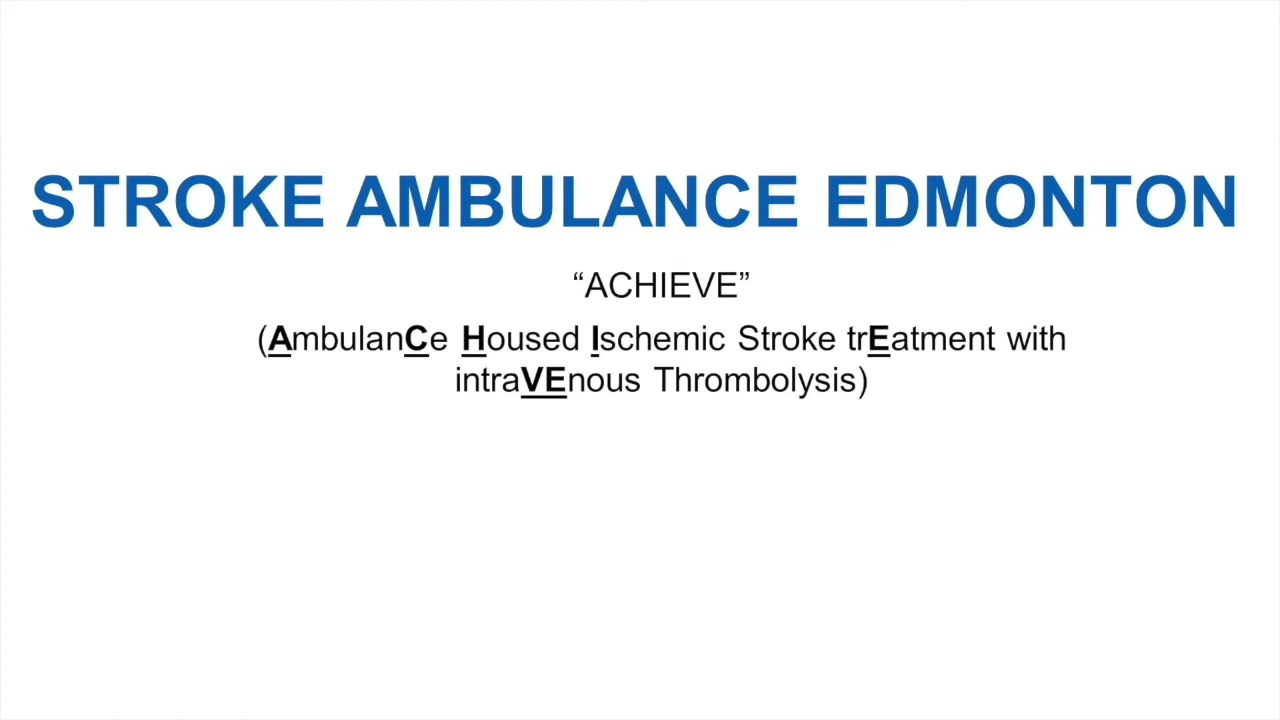 STROKE AMBULANCE EDMONTON
“ACHIEVE”
(AmbulanCe Housed Ischemic Stroke trEatment with
intraVEnous Thrombolysis)